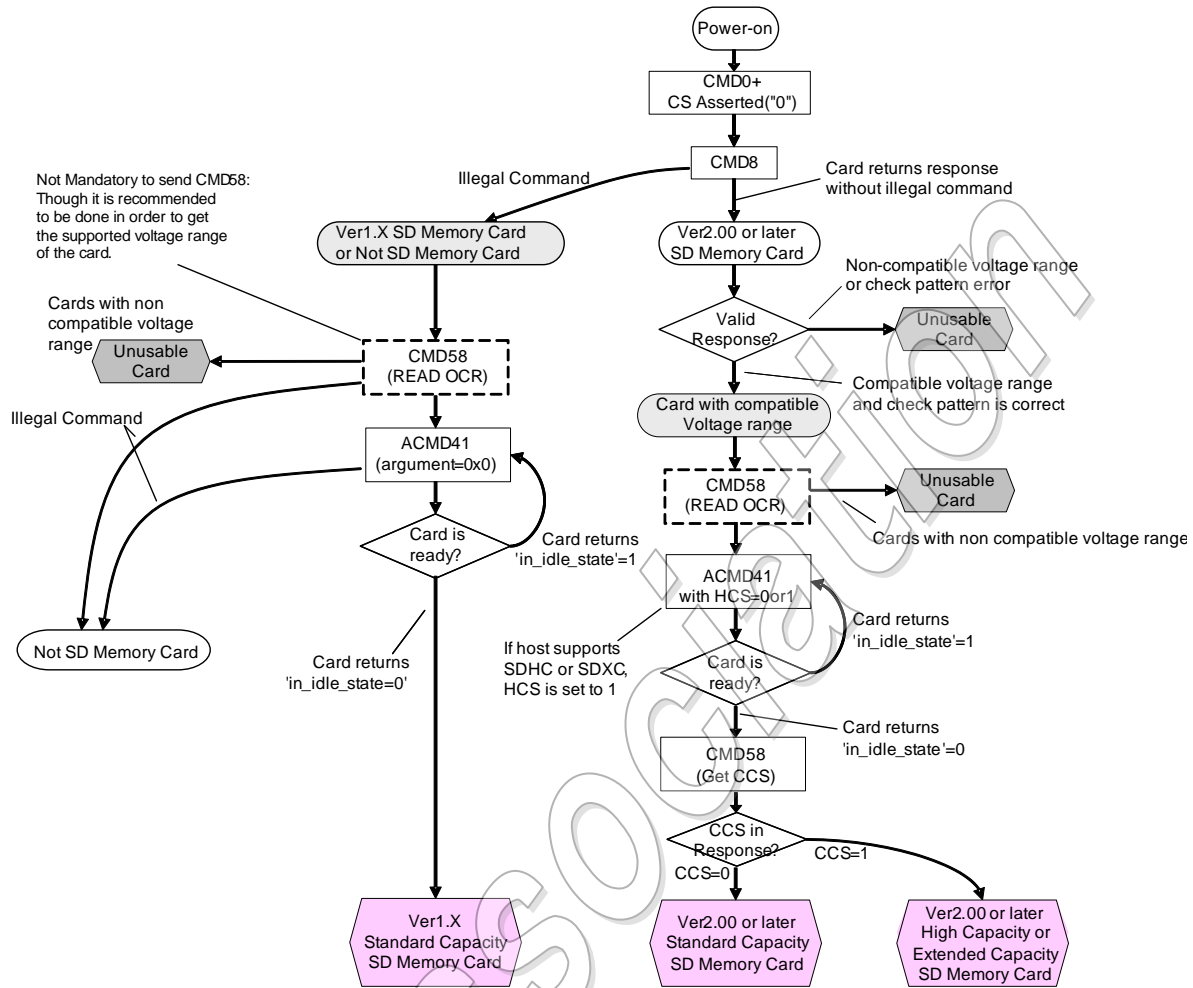 Power-on
CMD0+
CS Asserted("0")
CMD8
Illegal Command
Card returns response
without illegal command
Not Mandatory to send CMD58:
Though it is recommended
to be done in order to get
the supported voltage range
of the card.
Ver1.X SD Memory Card
or Not SD Memory Card
Ver2.00 or later
SD Memory Card
Non-compatible voltage range
or check pattern error
Cards with non
compatible voltage
range
Unusable
Card
CMD58
(READ OCR)
Valid
Response?
Unusable
Card
Compatible voltage range
and check pattern is correct
Card with compatible
Voltage range
Illegal Command
ACMD41
(argument=0x0)
CMD58
(READ OCR)
Unusable
Card
Cards with non compatible voltage range
Card is
ready?
Card returns
'in_idle_state'=1
ACMD41
with HCS=0or1
If host supports
SDHC or SDXC,
HCS is set to 1
Card returns
'in_idle_state'=1
Not SD Memory Card
Card returns
'in_idle_state=0'
Card is
ready?
Card returns
'in_idle_state'=0
CMD58
(Get CCS)
CCS in
Response?
CCS=0
CCS=1
Ver1.X
Standard Capacity
SD Memory Card
Ver2.00 or later
Standard Capacity
SD Memory Card
Ver2.00 or later
High Capacity or
Extended Capacity
SD Memory Card
ssociation